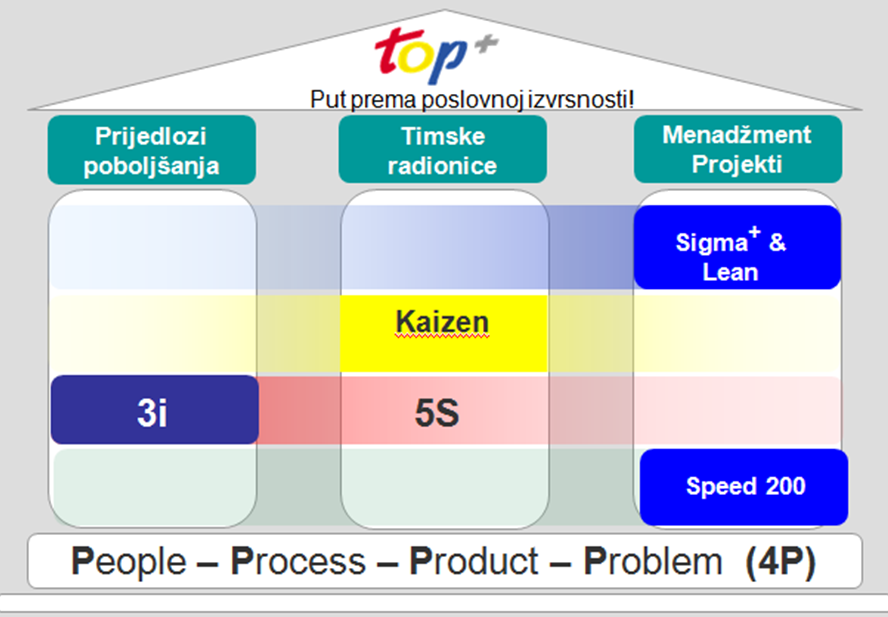 top+
Put prema poslovnoj izvrsnosti!
Prijedlozi
poboljšanja
Timske
radionice
Menadžment
Projekti
Sigma+ &
Lean
Kaizen
3i
5S
Speed 200
People – Process – Product – Problem (4P)